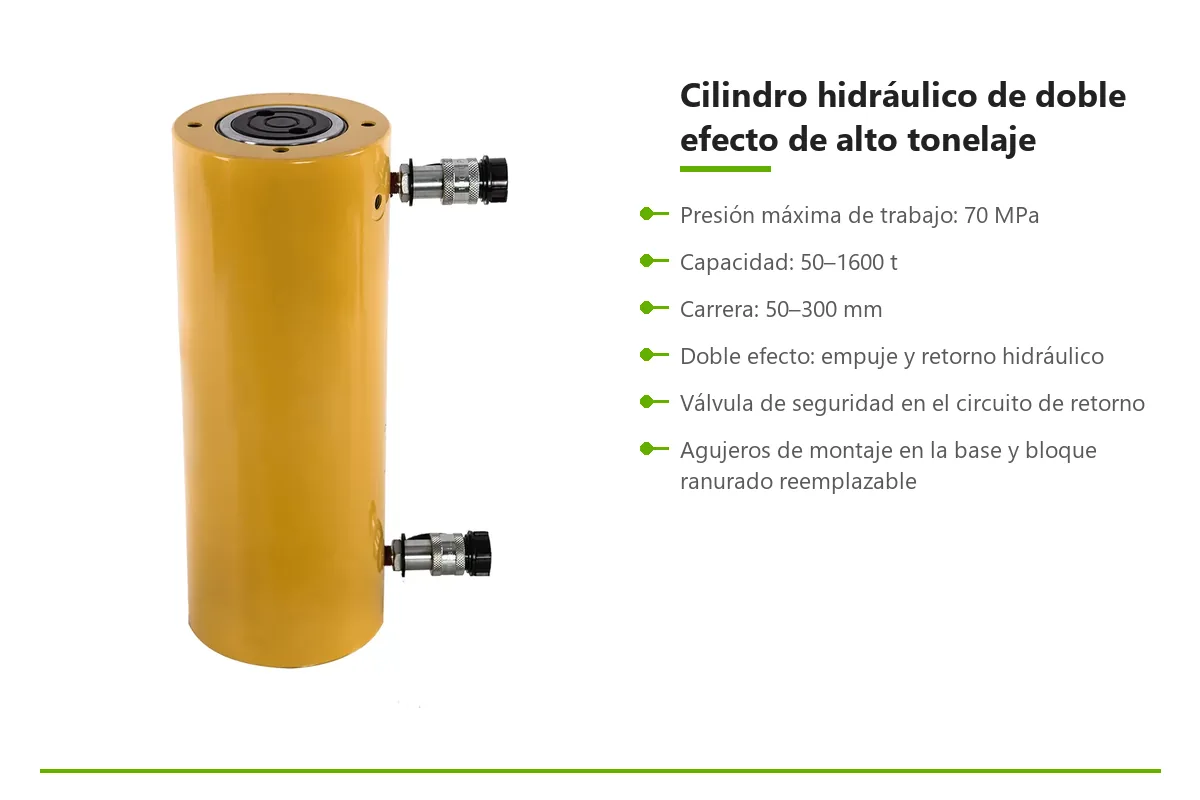 Cilindro hidráulico de doble
efecto de alto tonelaje
Presión máxima de trabajo: 70 MPa
Capacidad: 50–1600 t
Carrera: 50–300 mm
Doble efecto: empuje y retorno hidráulico
Válvula de seguridad en el circuito de retorno
Agujeros de montaje en la base y bloque
ranurado reemplazable